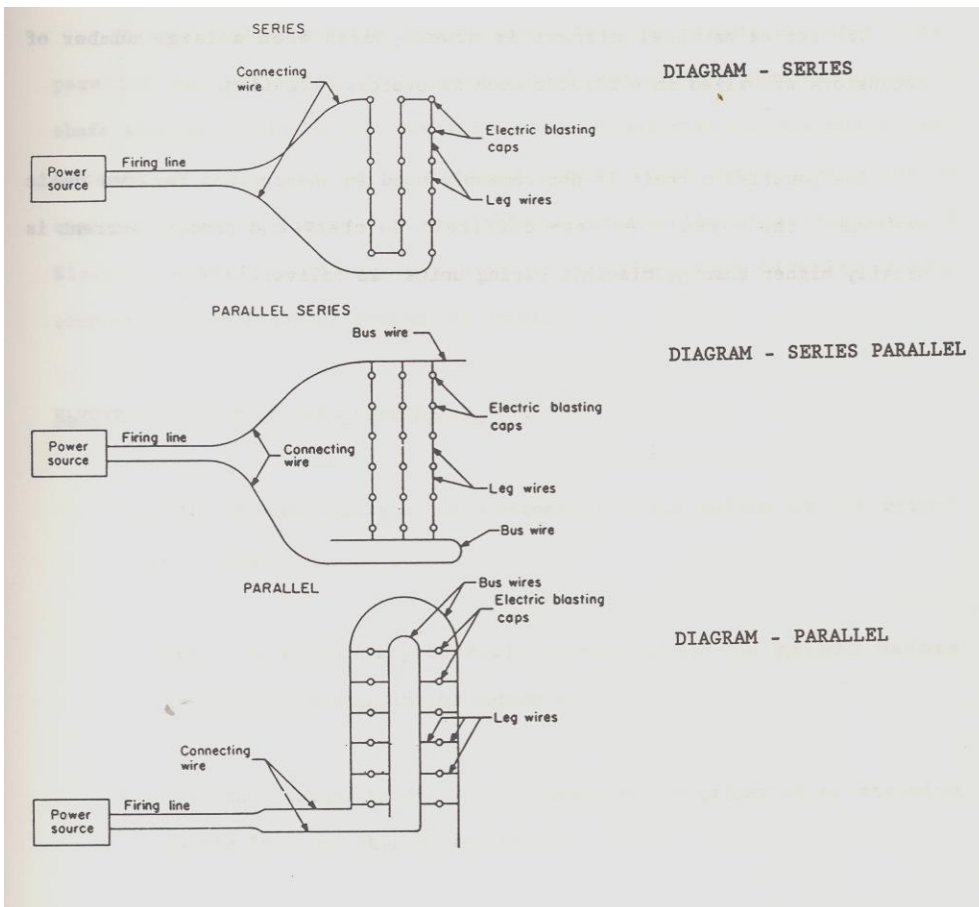 SERIES
DIAGRAM - SERIES
Connecting
wire
Electric blasting
caps
Firing line
Power
source
Leg wires
PARALLEL SERIES
Bus wire
DIAGRAM - SERIES PARALLEL
Electric blasting
caps
Firing line
Power
source
Connecting
wire
Leg wires
Bus wire
PARALLEL
Bus wires
Electric blasting
caps
DIAGRAM - PARALLEL
Leg wires
Connecting
wire
Firing line
Power
source